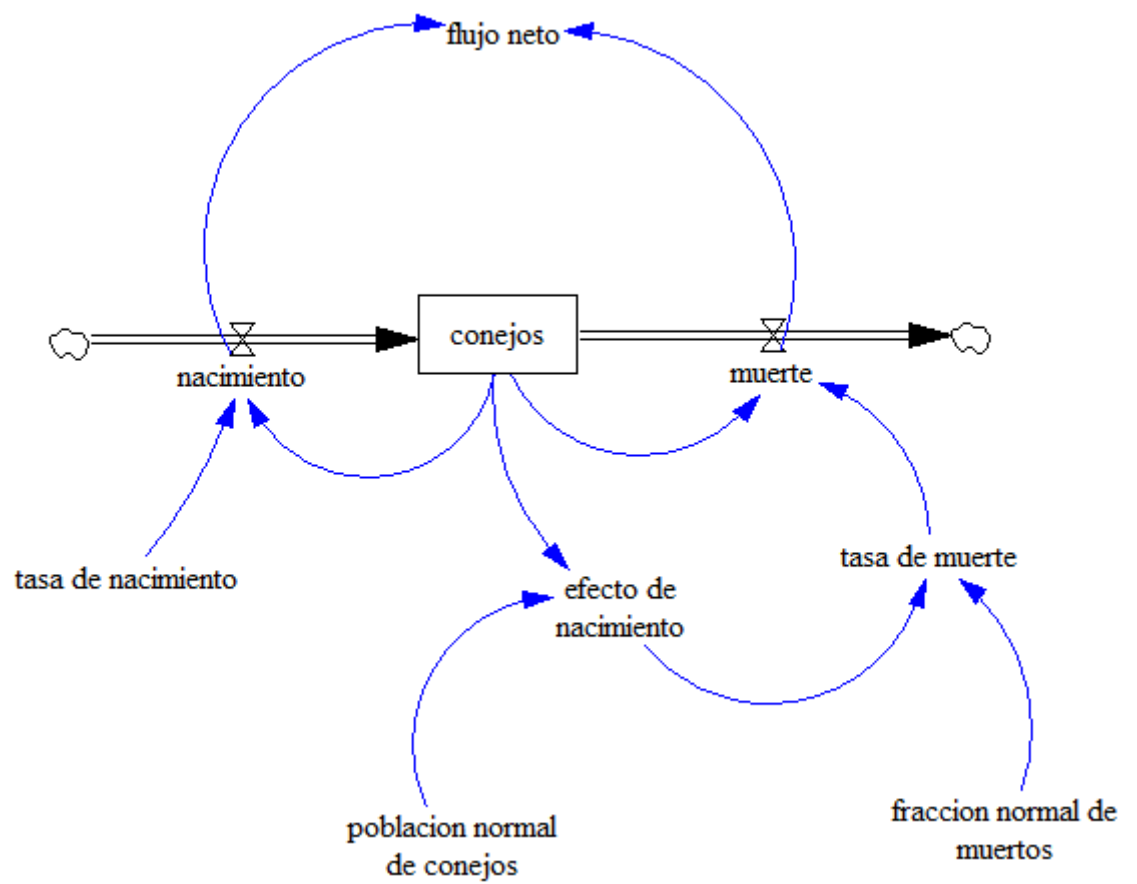 flujo neto
conejos
nacimiento
muerte
tasa de nacimiento
tasa de muerte
efecto de
nacimiento
poblacion normal
de conejos
fraccion normal de
muertos